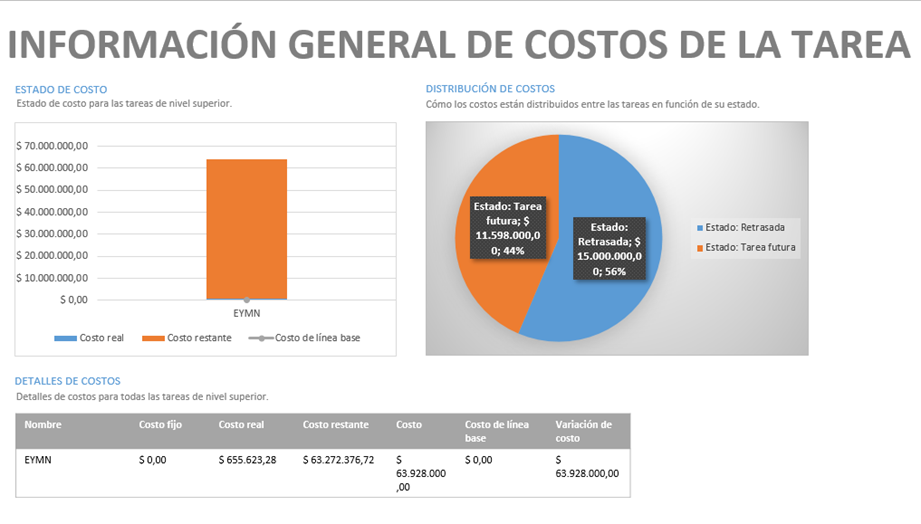 INFORMACIÓN GENERAL DE COSTOS DE LA TAREA
ESTADO DE COSTO
Estado de costo para las tareas de nivel superior.
$ 70.000.000,00
$ 60.000.000,00
$ 50.000.000,00
$ 40.000.000,00
$ 30.000.000,00
$ 20.000.000,00
$ 10.000.000,00
$ 0,00
EYMN
Costo real
Costo restante
Costo de línea base
DISTRIBUCIÓN DE COSTOS
Cómo los costos están distribuidos entre las tareas en función de su estado.
Estado: Tarea
futura; $
11.598.000,0
0; 44%
Estado:
Retrasada; $
15.000.000,0
0; 56%
Estado: Retrasada
Estado: Tarea futura
DETALLES DE COSTOS
Detalles de costos para todas las tareas de nivel superior.
Nombre Costo fijo Costo real Costo restante Costo Costo de línea Variación de
base costo
EYMN $ 0,00 $ 655.623,28 $ 63.272.376,72 $ $ 0,00 $
63.928.000 63.928.000,00
,00